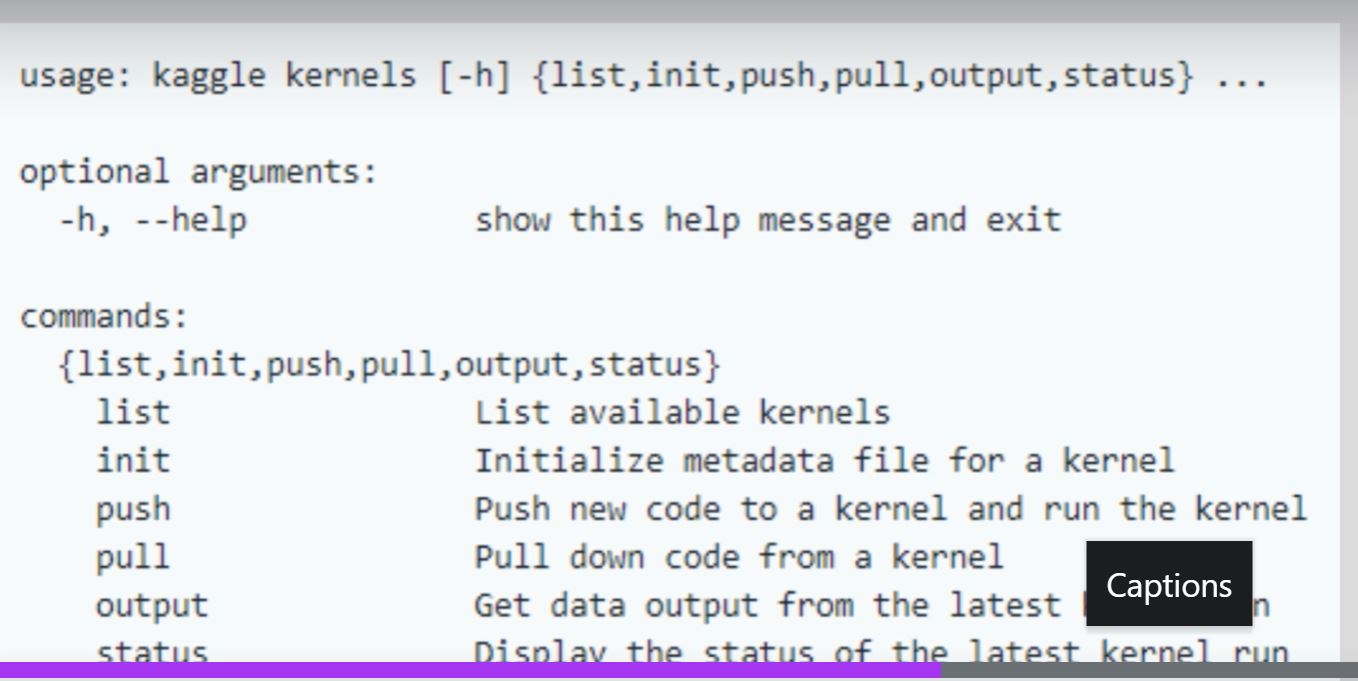 usage: kaggle kernels [-h] {list,init,push,pull,output,status} ...
optional arguments:
-h, --help show this help message and exit
commands:
{list,init,push,pull,output,status}
list List available kernels
init Initialize metadata file for a kernel
push Push new code to a kernel and run the kernel
pull Pull down code from a kernel
output Get data output from the latest
Captions
status Display the status of the latest kernel run